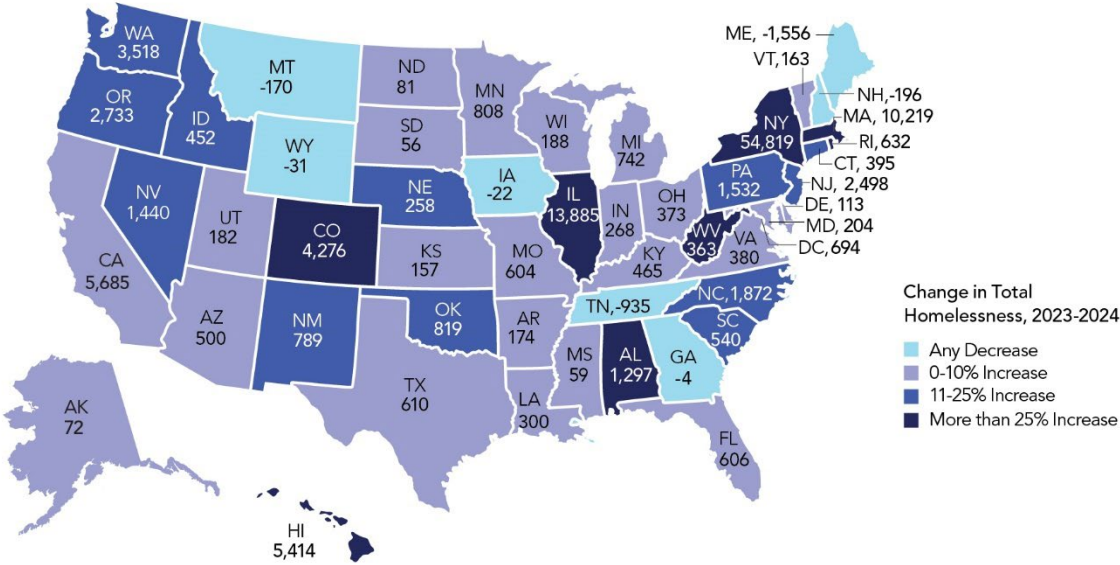 WA
3,518
OR
2,733
ID
452
MT
-170
WY
-31
NV
1,440
CA
5,685
UT
182
AZ
500
CO
4,276
NM
789
ND
81
SD
56
NE
258
KS
157
OK
819
TX
610
MN
808
IA
-22
MO
604
AR
174
LA
300
WI
188
IL
13,885
MI
742
IN
268
OH
373
KY
465
TN,-935
MS
59
AL
1,297
GA
-4
FL
606
SC
540
NC,1,872
VA
380
WV
363
PA
1,532
NY
54,819
ME, -1,556
VT,163
NH,-196
MA, 10,219
RI, 632
CT, 395
NJ, 2,498
DE, 113
MD, 204
DC, 694
AK
72
HI
5,414
Change in Total
Homelessness, 2023-2024
Any Decrease
0-10% Increase
11-25% Increase
More than 25% Increase